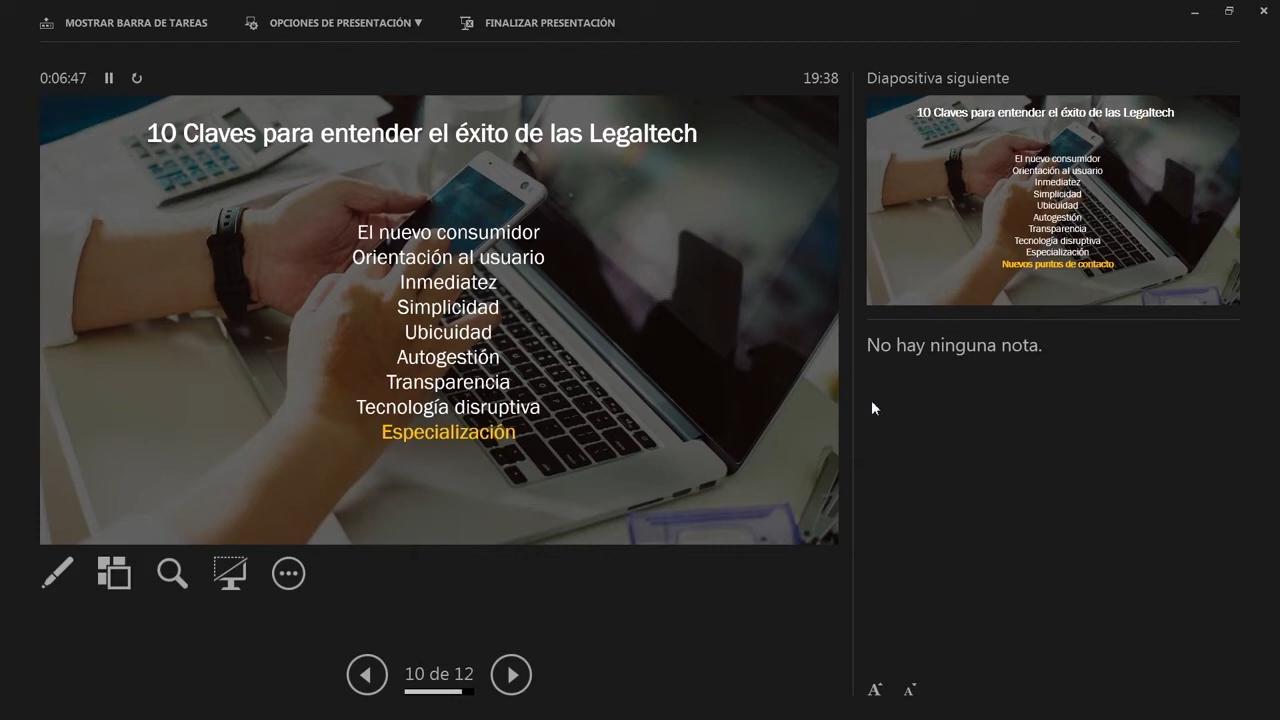 MOSTRAR BARRA DE TAREAS
OPCIONES DE PRESENTACIÓN ▼
FINALIZAR PRESENTACIÓN
0:06:47
19:38
10 Claves para entender el éxito de las Legaltech
El nuevo consumidor
Orientación al usuario
Inmediatez
Simplicidad
Ubicuidad
Autogestión
Transparencia
Tecnología disruptiva
Especialización
10 de 12
Diapositiva siguiente
10 Claves para entender el éxito de las Legaltech
El nuevo consumidor
Orientación al usuario
Inmediatez
Simplicidad
Ubicuidad
Autogestión
Transparencia
Tecnología disruptiva
Especialización
Nuevos puntos de contacto
No hay ninguna nota.
A A